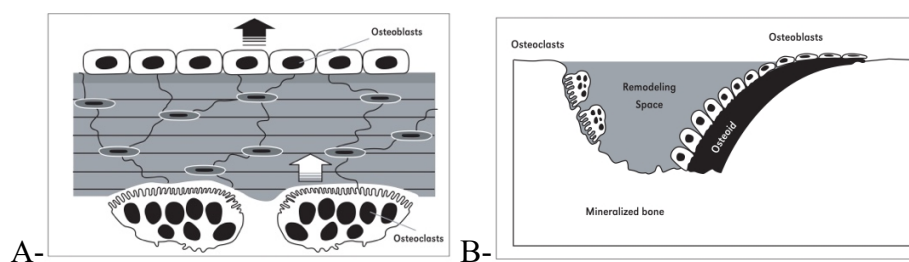 A-
Osteoblasts
Osteoclasts
B-
Osteoclasts
Osteoblasts
Remodeling
Space
Osteoid
Mineralized bone